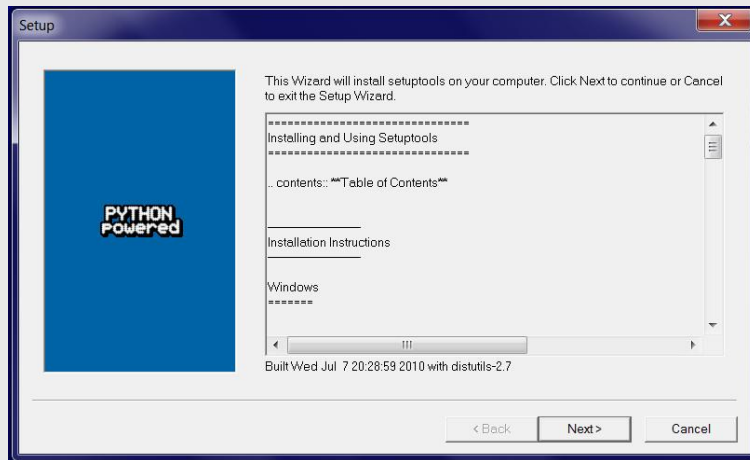 Setup
This Wizard will install setuptools on your computer. Click Next to continue or Cancel
to exit the Setup Wizard.
===============================
Installing and Using Setuptools
===============================
.. contents:: **Table of Contents**
Installation Instructions
Windows
=======
PYTHON
Powered
Built Wed Jul 7 20:28:59 2010 with distutils-2.7
< Back
Next >
Cancel